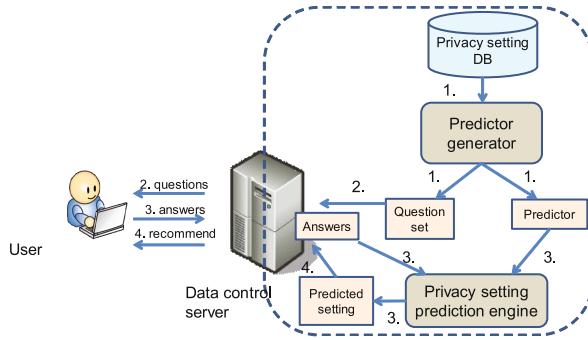 Privacy setting
DB
1.
Predictor
generator
1.
1.
2. questions
3. answers
4. recommend
User
2.
Question
set
Predictor
Answers
3.
3.
4.
Data control
server
Predicted
setting
3.
Privacy setting
prediction engine